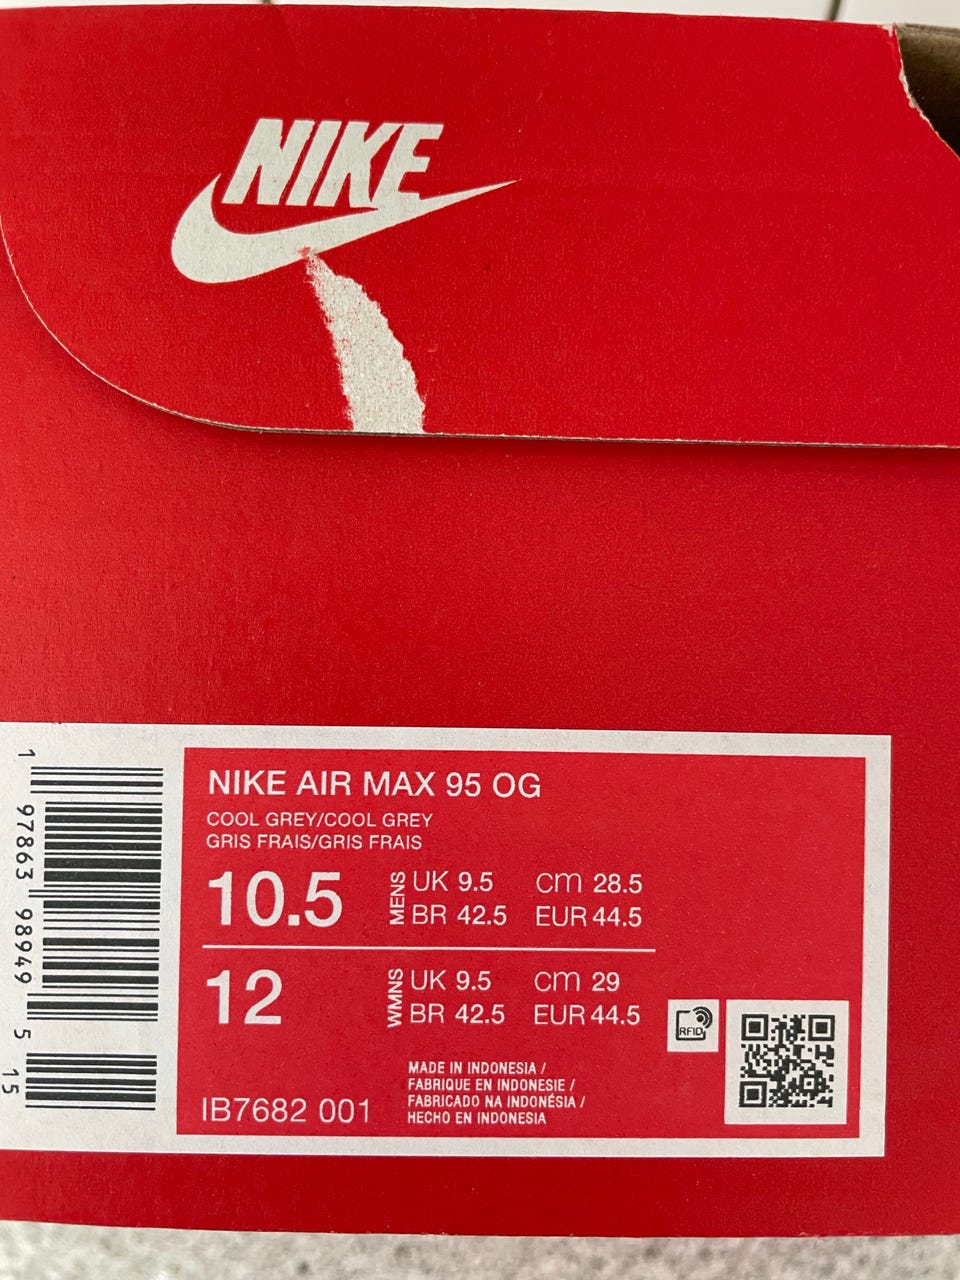 NIKE
NIKE AIR MAX 95 OG
COOL GREY/COOL GREY
GRIS FRAIS/GRIS FRAIS
10.5
MENS
UK 9.5 cm 28.5
BR 42.5 EUR 44.5
12
WMNS
UK 9.5 cm 29
BR 42.5 EUR 44.5
RFID
MADE IN INDONESIA /
FABRIQUE EN INDONESIE /
FABRICADO NA INDONÉSIA /
HECHO EN INDONESIA
IB7682 001
1 97863 98949 5 15